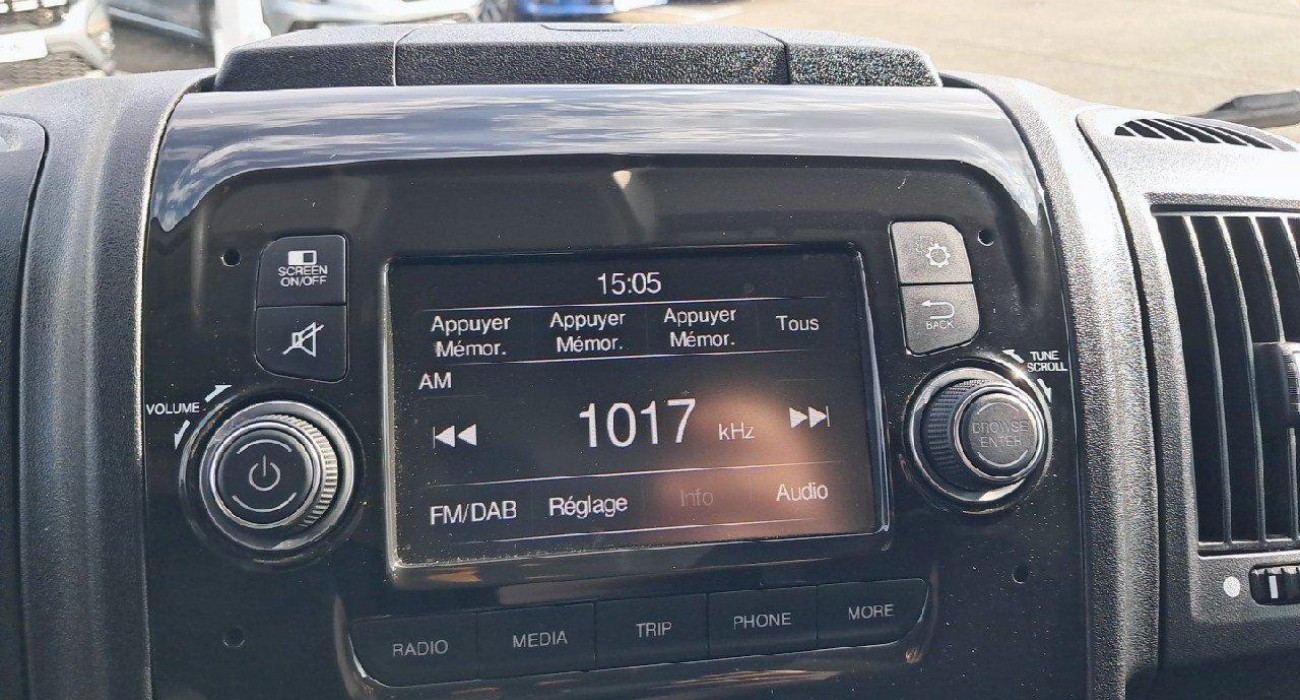 SCREEN
ON/OFF
15:05
Appuyer Appuyer Appuyer Tous
Mémor. Mémor. Mémor.
BACK
AM
TUNE
SCROLL
VOLUME
1017 kHz
BROWSE
ENTER
FM/DAB Réglage Info Audio
RADIO MEDIA TRIP PHONE MORE